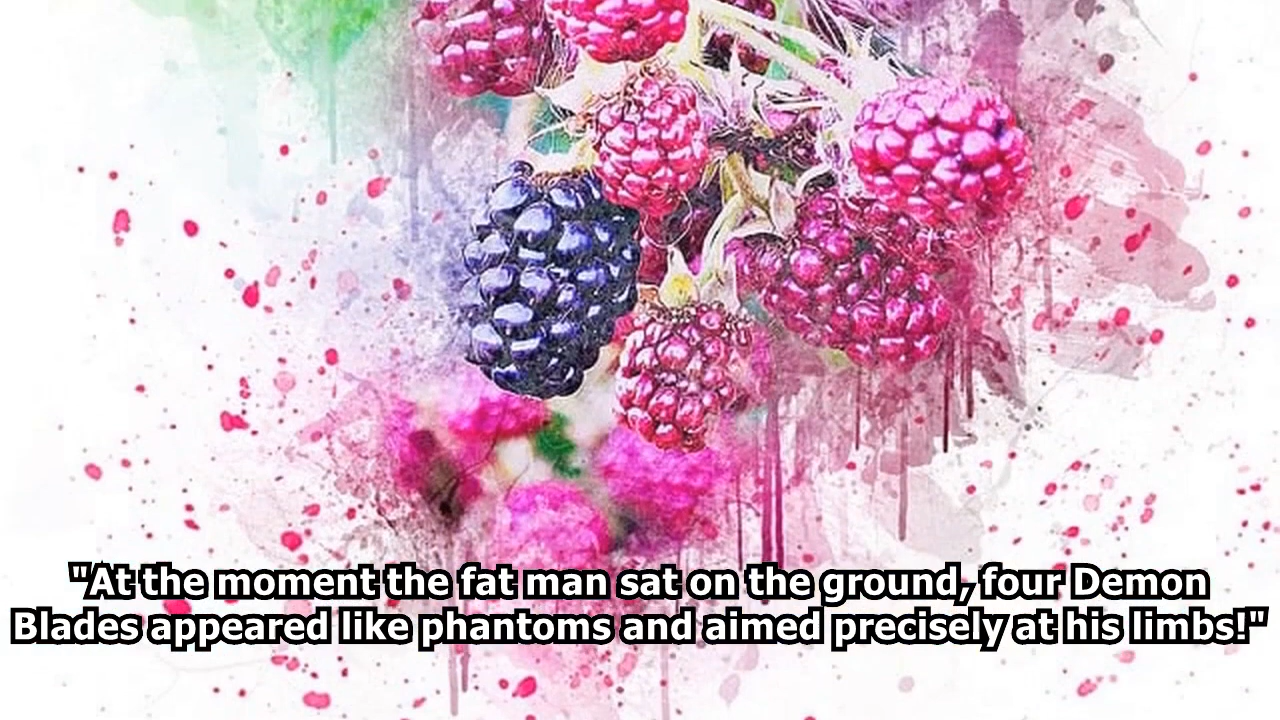 "At the moment the fat man sat on the ground, four Demon
Blades appeared like phantoms and aimed precisely at his limbs!"